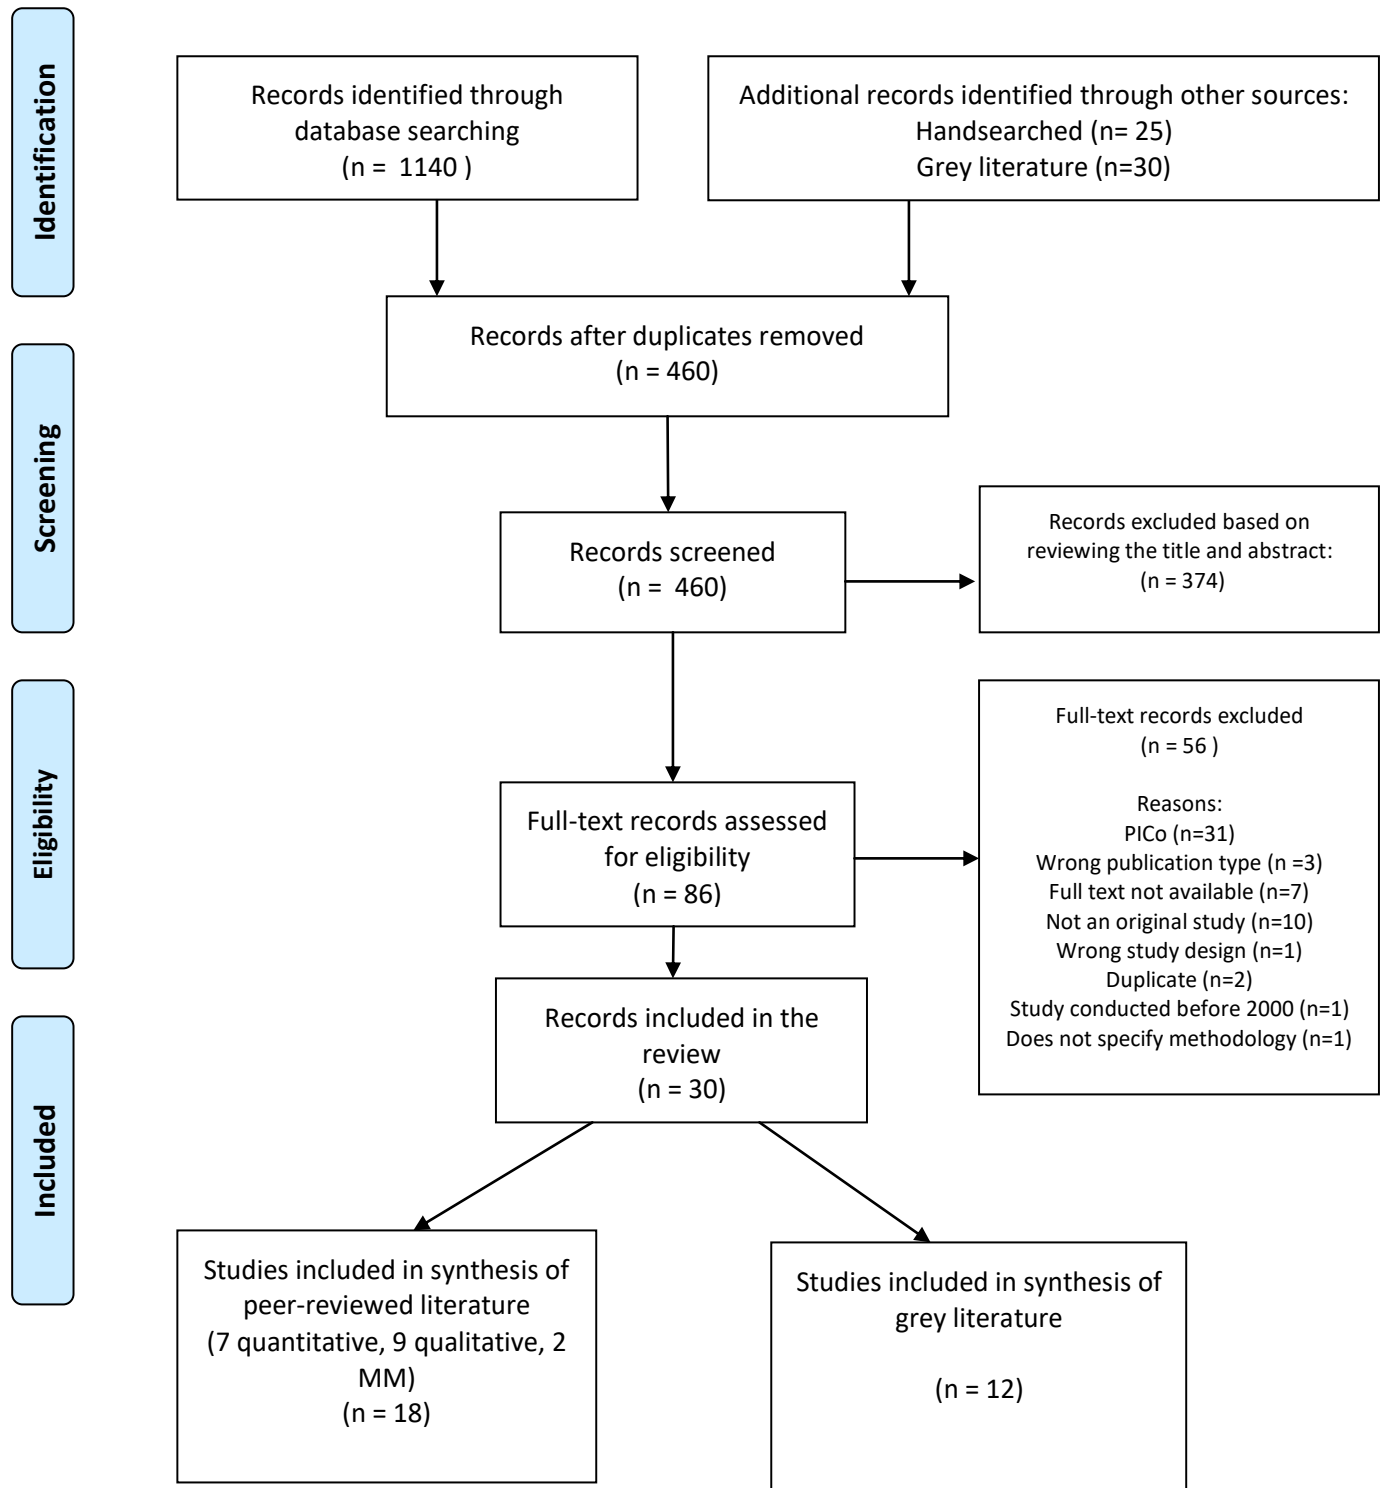 Identification
Records identified through
database searching
(n =  1140 )
Additional records identified through other sources:
Handsearched (n= 25)
Grey literature (n=30)
Records after duplicates removed
(n = 460)
Screening
Records screened
(n =  460)
Records excluded based on
reviewing the title and abstract:
(n = 374)
Eligibility
Full-text records assessed
for eligibility
(n = 86)
Full-text records excluded
(n = 56 )
Reasons:
PICo (n=31)
Wrong publication type (n =3)
Full text not available (n=7)
Not an original study (n=10)
Wrong study design (n=1)
Duplicate (n=2)
Study conducted before 2000 (n=1)
Does not specify methodology (n=1)
Included
Records included in the
review
(n = 30)
Studies included in synthesis of
peer-reviewed literature
(7 quantitative, 9 qualitative, 2
MM)
(n = 18)
Studies included in synthesis of
grey literature
(n = 12)